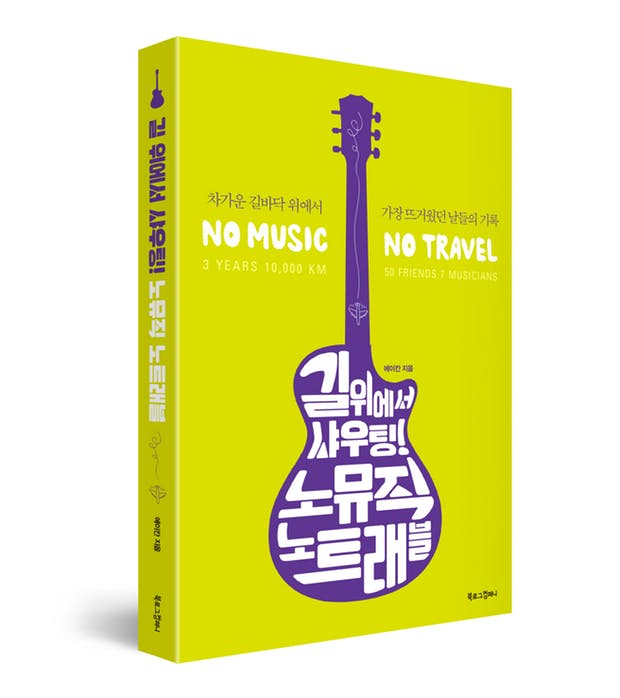 길 위에서 샤우팅! 노뮤직 노트래블
에이칸 지음
북로그컴퍼니
차가운 길바닥 위에서
NO MUSIC
3 YEARS 10,000 KM
가장 뜨거웠던 날들의 기록
NO TRAVEL
50 FRIENDS 7 MUSICIANS
에이칸 지음
길위에서
샤우팅!
노뮤직
노트래블
북로그컴퍼니